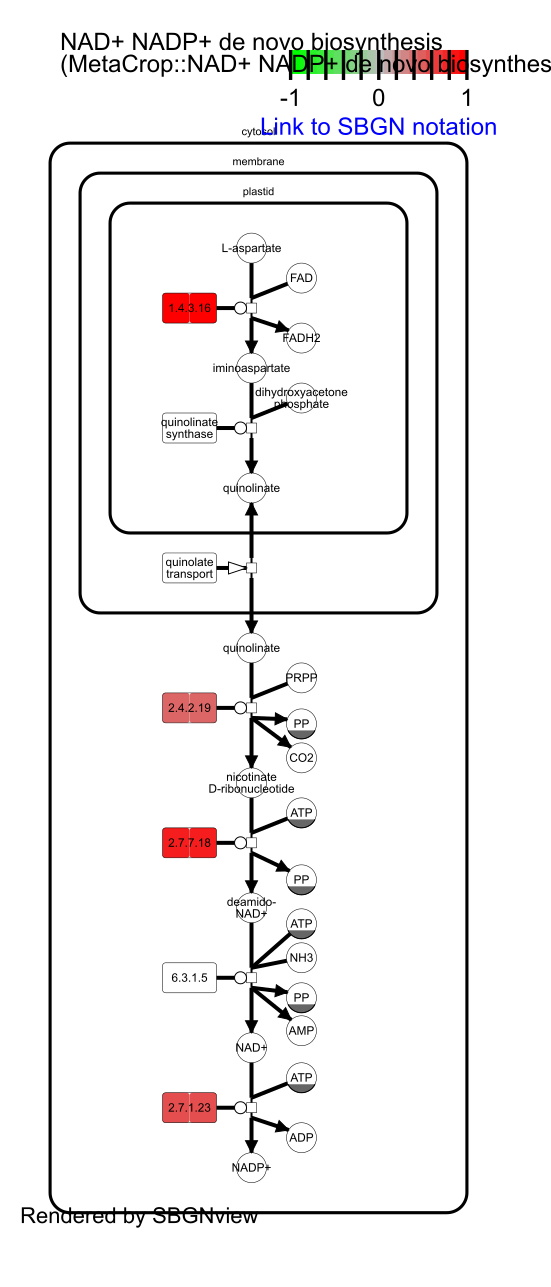 NAD+ NADP+ de novo biosynthesis
(MetaCrop::NAD+ NADP+ de novo biosynthes
-1 0 1
Link to SBGN notation
cytosol
membrane
plastid
L-aspartate
FAD
1.4.3.16
FADH2
iminoaspartate
dihydroxyacetone
phosphate
quinolinate
synthase
quinolinate
quinolate
transport
quinolinate
PRPP
2.4.2.19
PP
CO2
nicotinate
D-ribonucleotide
ATP
2.7.7.18
PP
deamido-
NAD+
ATP
NH3
6.3.1.5
PP
AMP
NAD+
ATP
2.7.1.23
ADP
NADP+
Rendered by SBGNview